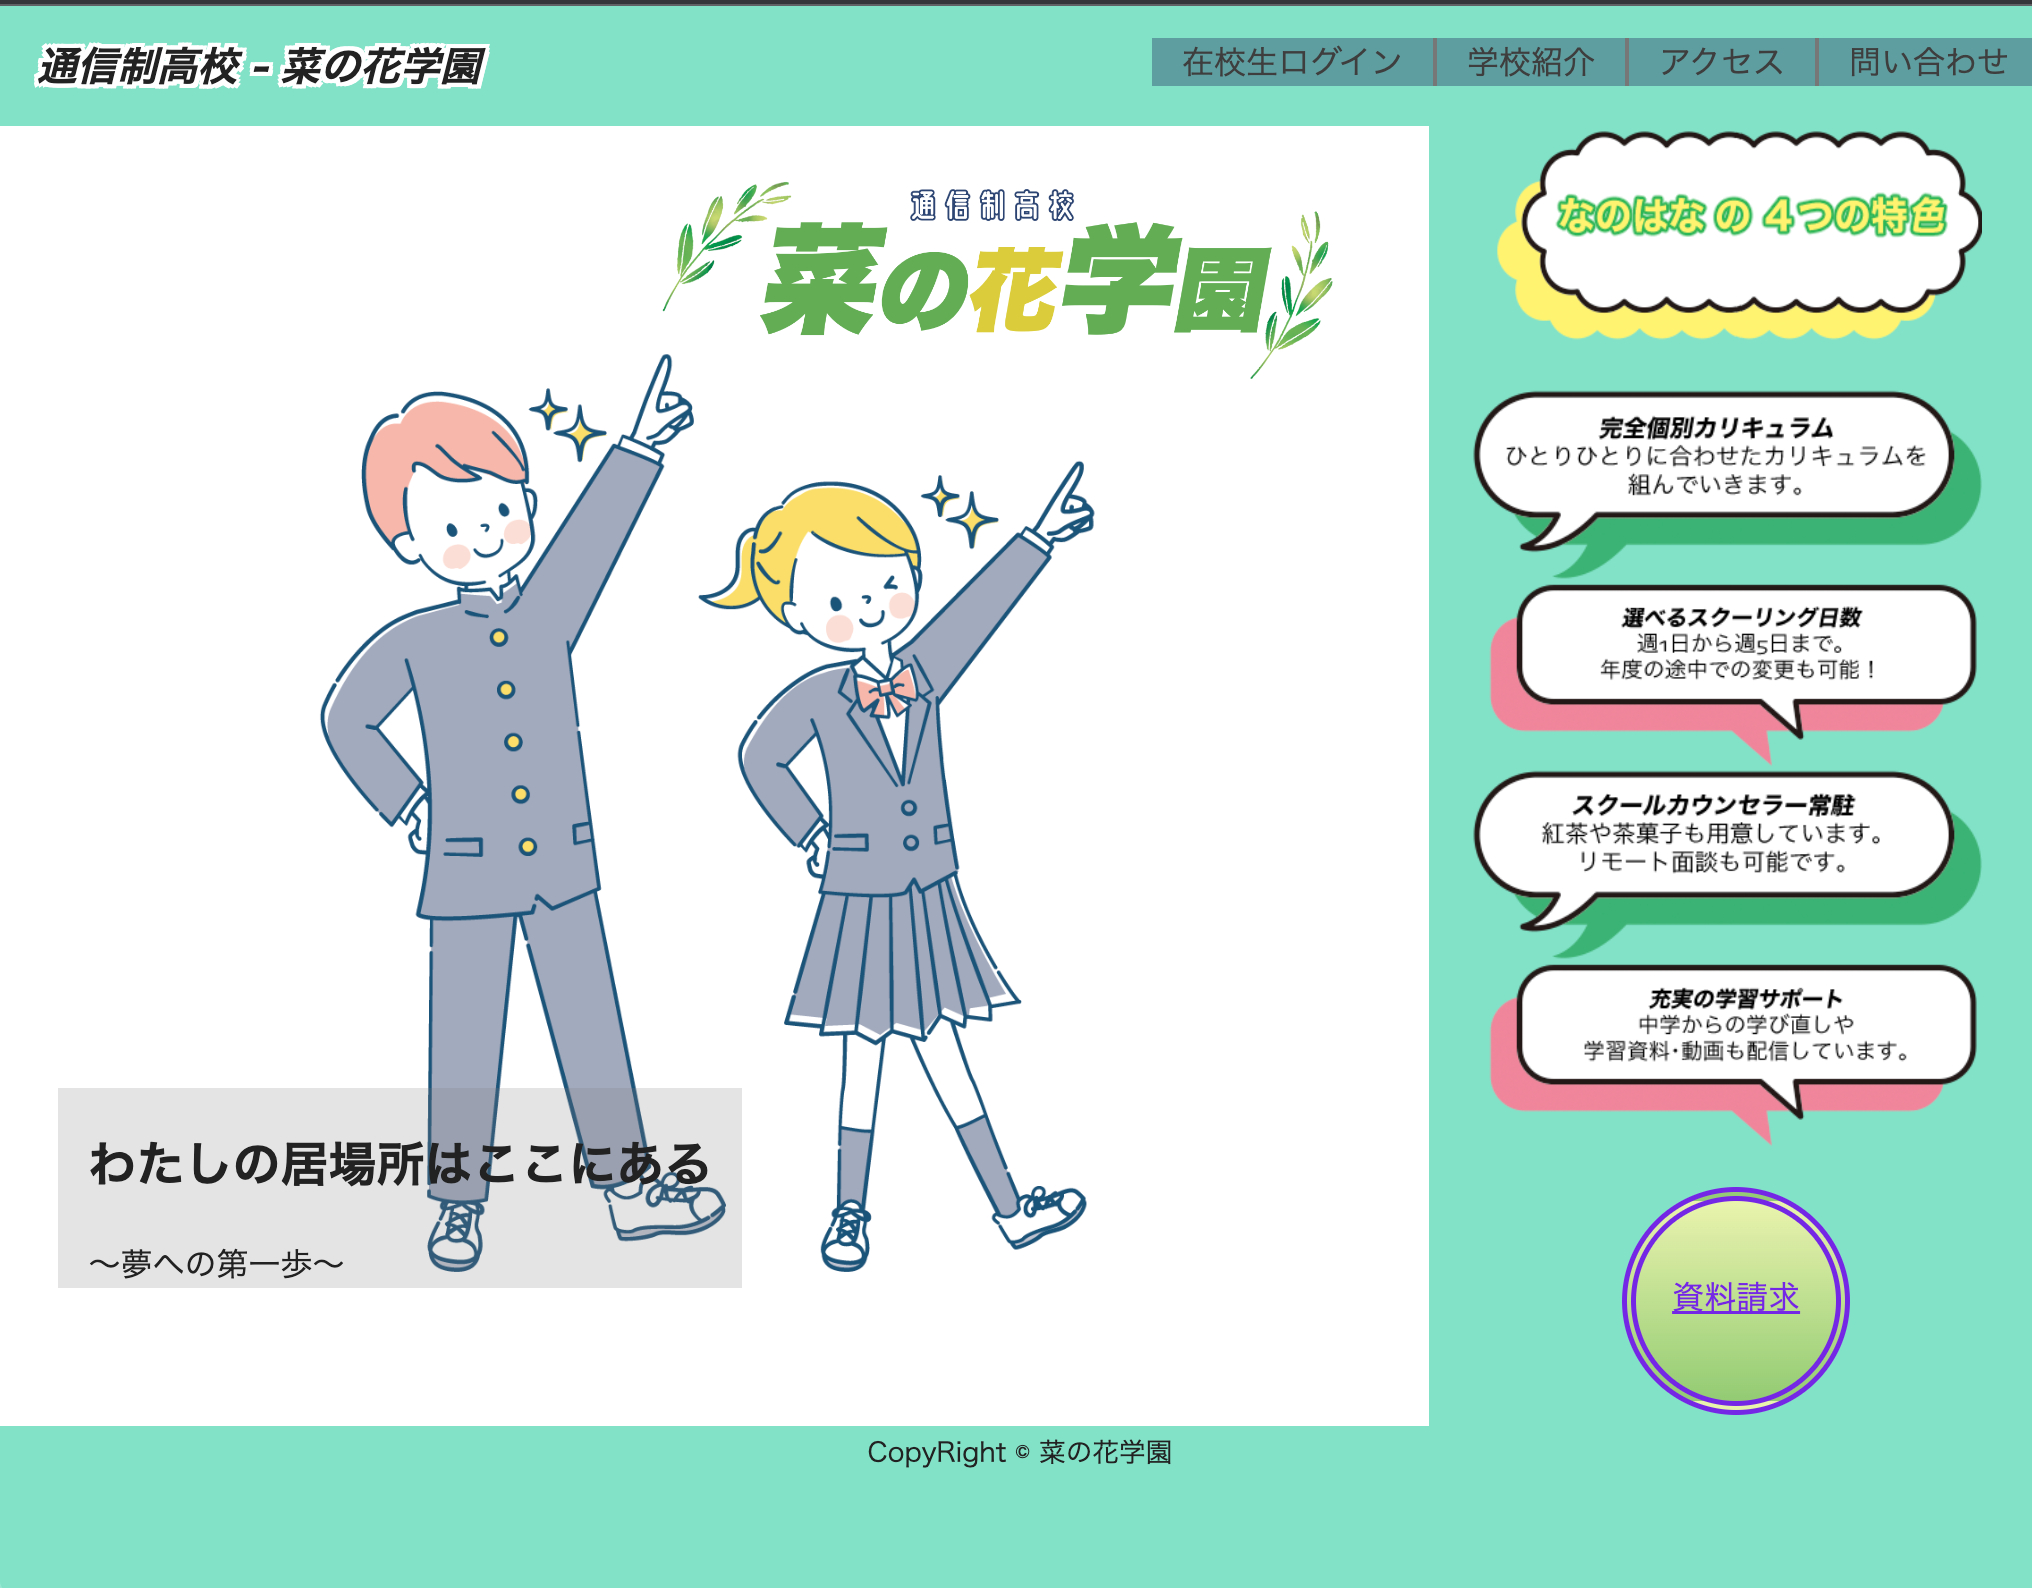 通信制高校 - 菜の花学園
在校生ログイン
学校紹介
アクセス
問い合わせ
通信制高校
菜の花学園
わたしの居場所はここにある
～夢への第一歩～
なのはな の ４つの特色
完全個別カリキュラム
ひとりひとりに合わせたカリキュラムを
組んでいきます。
選べるスクーリング日数
週1日から週5日まで。
年度の途中での変更も可能！
スクールカウンセラー常駐
紅茶や茶菓子も用意しています。
リモート面談も可能です。
充実の学習サポート
中学からの学び直しや
学習資料･動画も配信しています。
資料請求
CopyRight © 菜の花学園